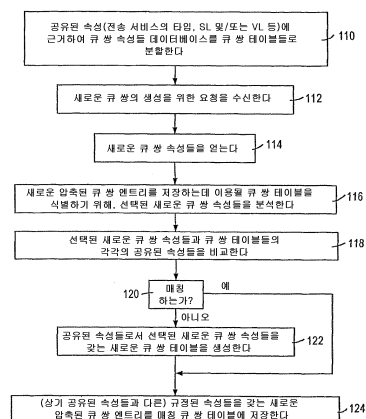 공유된 속성(전송 서비스의 타입, SL 및/또는 VL 등)에
근거하여 큐 쌍 속성들 데이터베이스를 큐 쌍 테이블들로
분할한다
110
새로운 큐 쌍의 생성을 위한 요청을 수신한다
112
새로운 큐 쌍 속성들을 얻는다
114
새로운 압축된 큐 쌍 엔트리를 저장하는데 이용될 큐 쌍 테이블을
식별하기 위해, 선택된 새로운 큐 쌍 속성들을 분석한다
116
선택된 새로운 큐 쌍 속성들과 큐 쌍 테이블들의
각각의 공유된 속성들을 비교한다
118
120
매칭
하는가?
예
아니오
공유된 속성들로서 선택된 새로운 큐 쌍 속성들을
갖는 새로운 큐 쌍 테이블을 생성한다
122
(상기 공유된 속성들과 다른) 규정된 속성들을 갖는 새로운
압축된 큐 쌍 엔트리를 매칭 큐 쌍 테이블에 저장한다
124